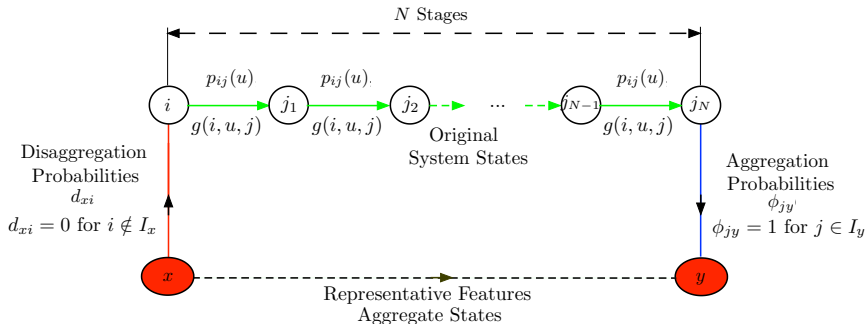 N Stages
p_{ij}(u) p_{ij}(u) p_{ij}(u)
i j_1 j_2 ... j_{N-1} j_N
g(i, u, j) g(i, u, j) g(i, u, j)
Original
System States
Disaggregation
Probabilities
d_{xi}
d_{xi} = 0 for i ∉ I_x
Aggregation
Probabilities
ϕ_{jy}
ϕ_{jy} = 1 for j ∈ I_y
x y
Representative Features
Aggregate States